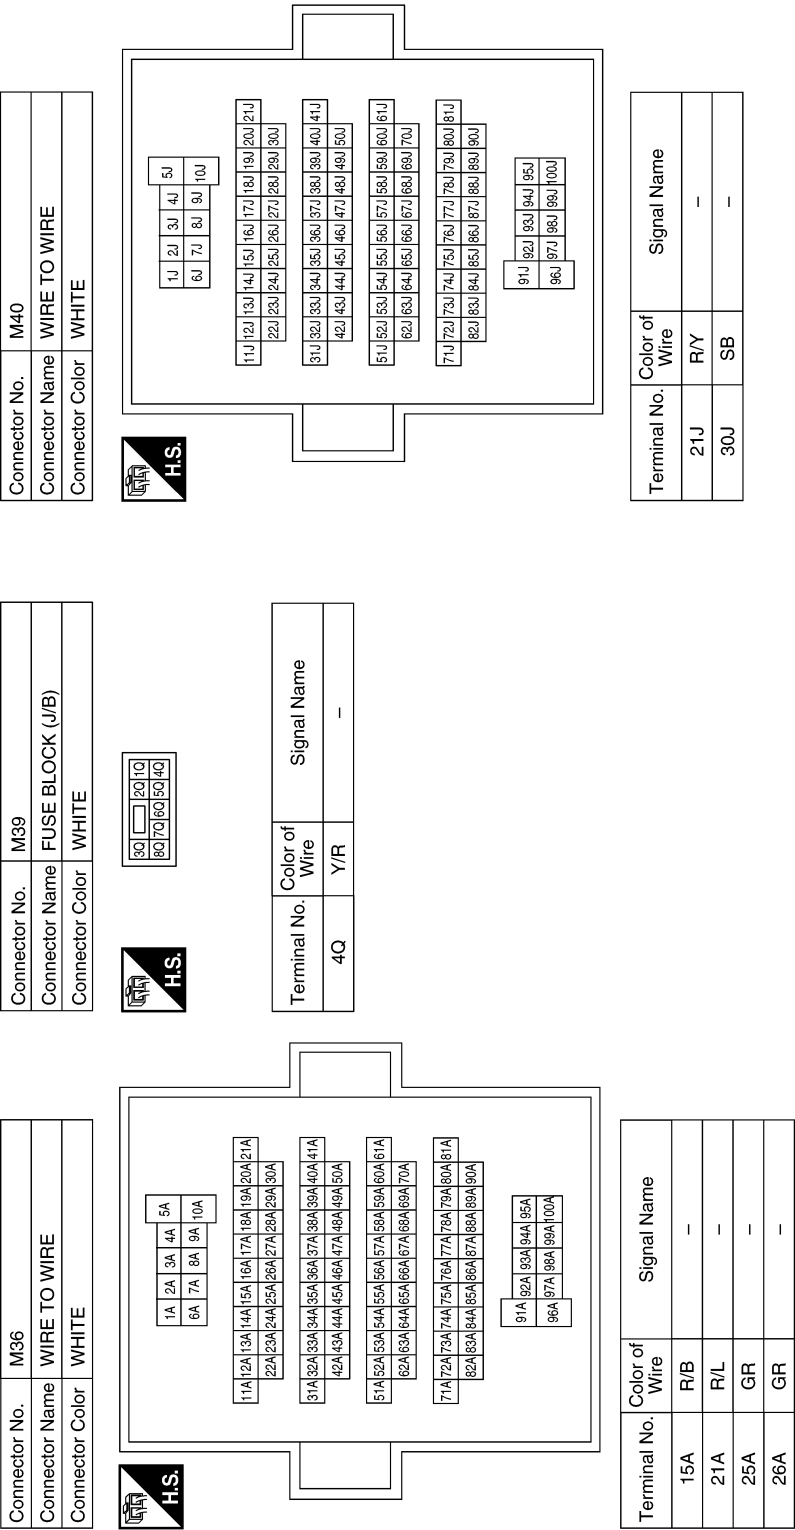 Connector No. M36
Connector Name WIRE TO WIRE
Connector Color WHITE
H.S.
1A 2A 3A 4A 5A
6A 7A 8A 9A 10A
11A 12A 13A 14A 15A 16A 17A 18A 19A 20A 21A
22A 23A 24A 25A 26A 27A 28A 29A 30A
31A 32A 33A 34A 35A 36A 37A 38A 39A 40A 41A
42A 43A 44A 45A 46A 47A 48A 49A 50A
51A 52A 53A 54A 55A 56A 57A 58A 59A 60A 61A
62A 63A 64A 65A 66A 67A 68A 69A 70A
71A 72A 73A 74A 75A 76A 77A 78A 79A 80A 81A
82A 83A 84A 85A 86A 87A 88A 89A 90A
91A 92A 93A 94A 95A
96A 97A 98A 99A 100A
Terminal No. Color of Wire Signal Name
15A R/B –
21A R/L –
25A GR –
26A GR –
Connector No. M39
Connector Name FUSE BLOCK (J/B)
Connector Color WHITE
H.S.
3Q 2Q 1Q
8Q 7Q 6Q 5Q 4Q
Terminal No. Color of Wire Signal Name
4Q Y/R –
Connector No. M40
Connector Name WIRE TO WIRE
Connector Color WHITE
H.S.
1J 2J 3J 4J 5J
6J 7J 8J 9J 10J
11J 12J 13J 14J 15J 16J 17J 18J 19J 20J 21J
22J 23J 24J 25J 26J 27J 28J 29J 30J
31J 32J 33J 34J 35J 36J 37J 38J 39J 40J 41J
42J 43J 44J 45J 46J 47J 48J 49J 50J
51J 52J 53J 54J 55J 56J 57J 58J 59J 60J 61J
62J 63J 64J 65J 66J 67J 68J 69J 70J
71J 72J 73J 74J 75J 76J 77J 78J 79J 80J 81J
82J 83J 84J 85J 86J 87J 88J 89J 90J
91J 92J 93J 94J 95J
96J 97J 98J 99J 100J
Terminal No. Color of Wire Signal Name
21J R/Y –
30J SB –